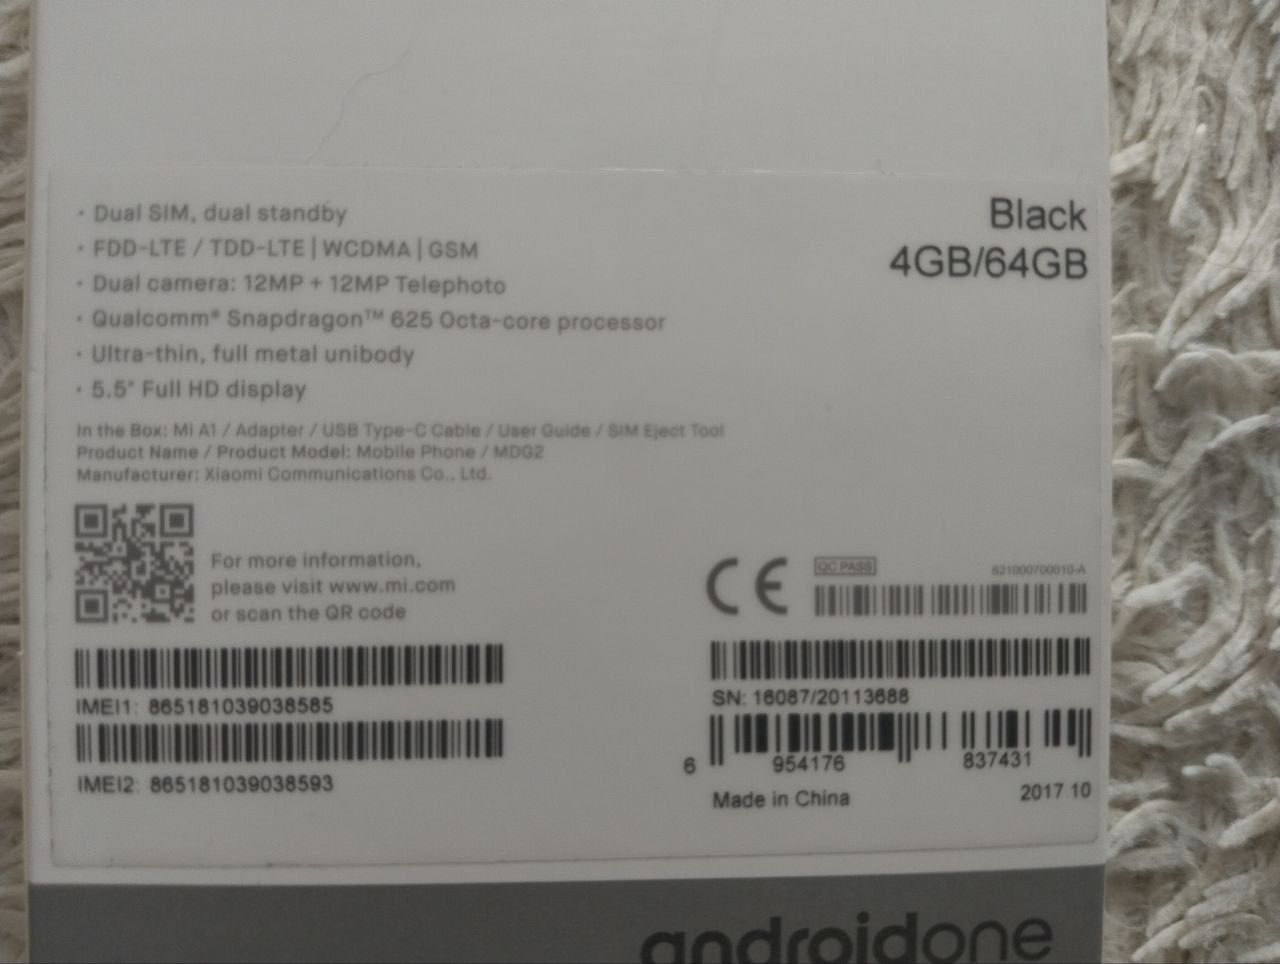 · Dual SIM, dual standby
· FDD-LTE / TDD-LTE | WCDMA | GSM
· Dual camera: 12MP + 12MP Telephoto
· Qualcomm® Snapdragon™ 625 Octa-core processor
· Ultra-thin, full metal unibody
· 5.5" Full HD display
Black
4GB/64GB
In the Box: Mi A1 / Adapter / USB Type-C Cable / User Guide / SIM Eject Tool
Product Name / Product Model: Mobile Phone / MDG2
Manufacturer: Xiaomi Communications Co., Ltd.
For more information,
please visit www.mi.com
or scan the QR code
CE
QC PASS
821000700010-A
IMEI1: 865181039038585
IMEI2: 865181039038593
SN: 16087/20113688
6 954176 837431
Made in China
2017 10
androidone